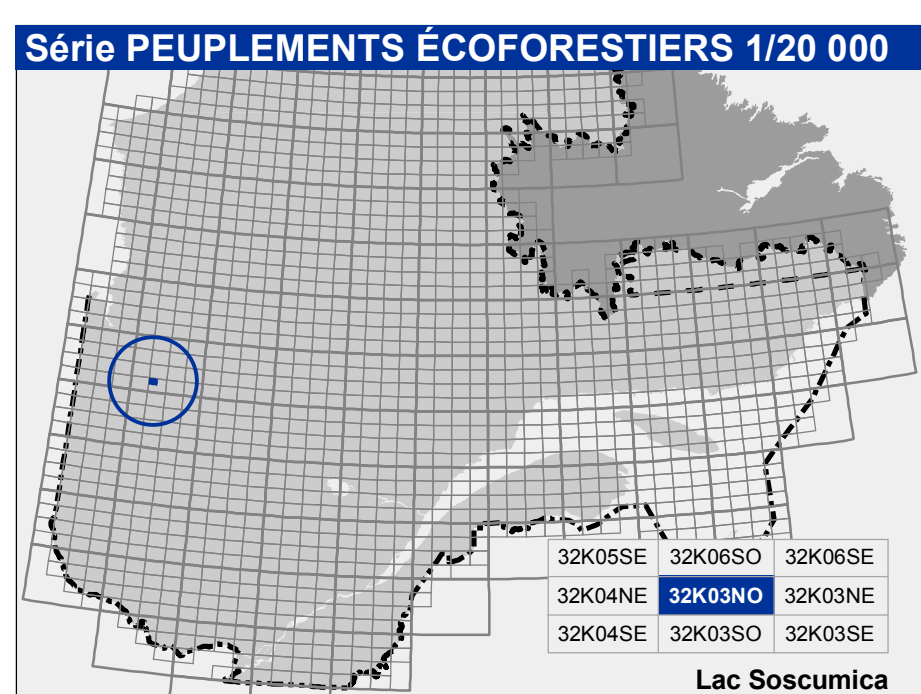 Série PEUPLEMENTS ÉCOFORESTIERS 1/20 000
32K05SE 32K06SO 32K06SE
32K04NE 32K03NO 32K03NE
32K04SE 32K03SO 32K03SE
Lac Soscumica